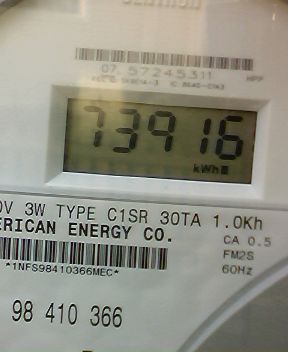 07 57245311
73916
kWh
0V 3W TYPE C1SR 30TA 1.0Kh
ERICAN ENERGY CO.
CA 0.5
*1NFS98410366MEC*
FM2S
60Hz
98 410 366